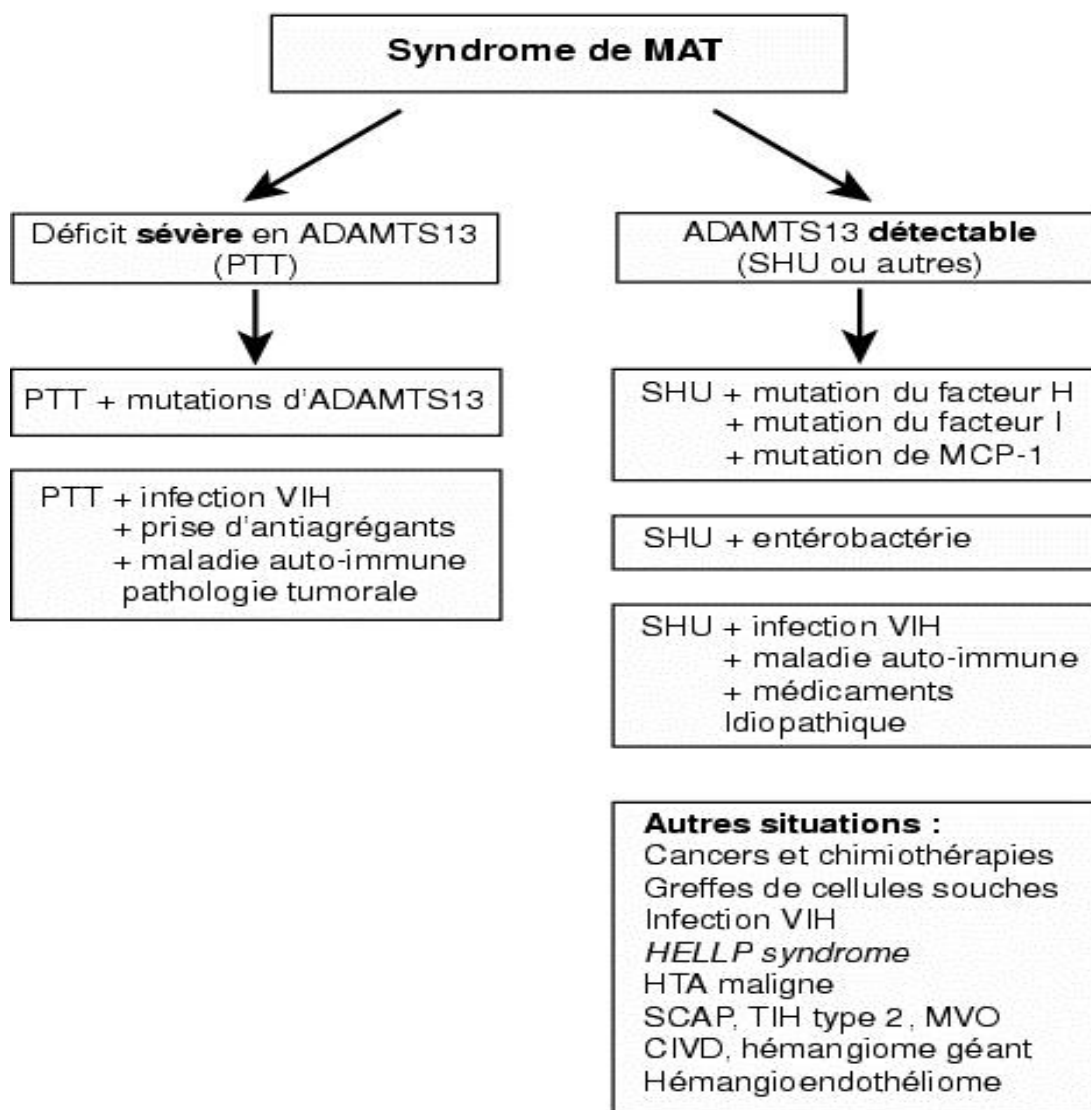 Syndrome de MAT
Déficit sévère en ADAMTS13
(PTT)
PTT + mutations d'ADAMTS13
PTT + infection VIH
+ prise d'antiagrégants
+ maladie auto-immune
pathologie tumorale
ADAMTS13 détectable
(SHU ou autres)
SHU + mutation du facteur H
+ mutation du facteur I
+ mutation de MCP-1
SHU + entérobactérie
SHU + infection VIH
+ maladie auto-immune
+ médicaments
Idiopathique
Autres situations :
Cancers et chimiothérapies
Greffes de cellules souches
Infection VIH
HELLP syndrome
HTA maligne
SCAP, TIH type 2, MVO
CIVD, hémangiome géant
Hémangioendothéliome